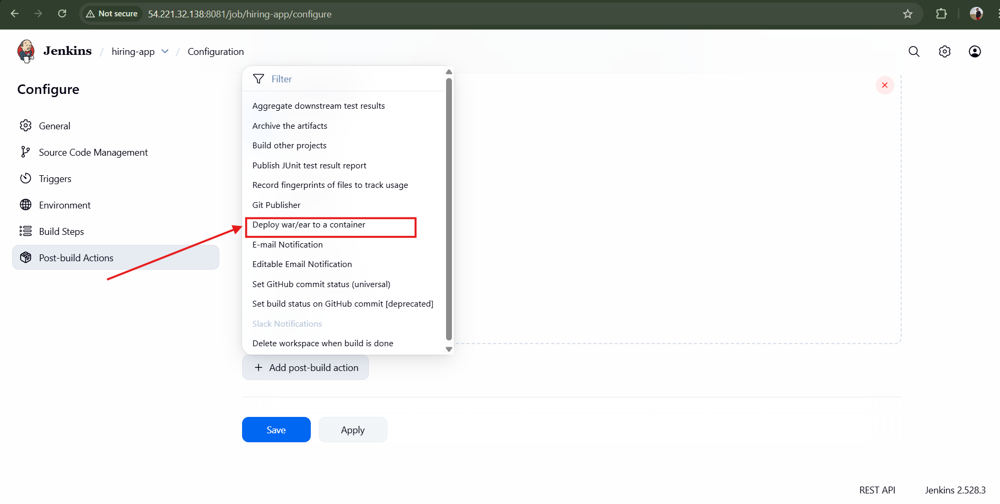 Not secure 54.221.32.138:8081/job/hiring-app/configure
Jenkins / hiring-app / Configuration
Configure
General
Source Code Management
Triggers
Environment
Build Steps
Post-build Actions
Filter
Aggregate downstream test results
Archive the artifacts
Build other projects
Publish JUnit test result report
Record fingerprints of files to track usage
Git Publisher
Deploy war/ear to a container
E-mail Notification
Editable Email Notification
Set GitHub commit status (universal)
Set build status on GitHub commit [deprecated]
Slack Notifications
Delete workspace when build is done
+ Add post-build action
Save Apply
REST API Jenkins 2.528.3